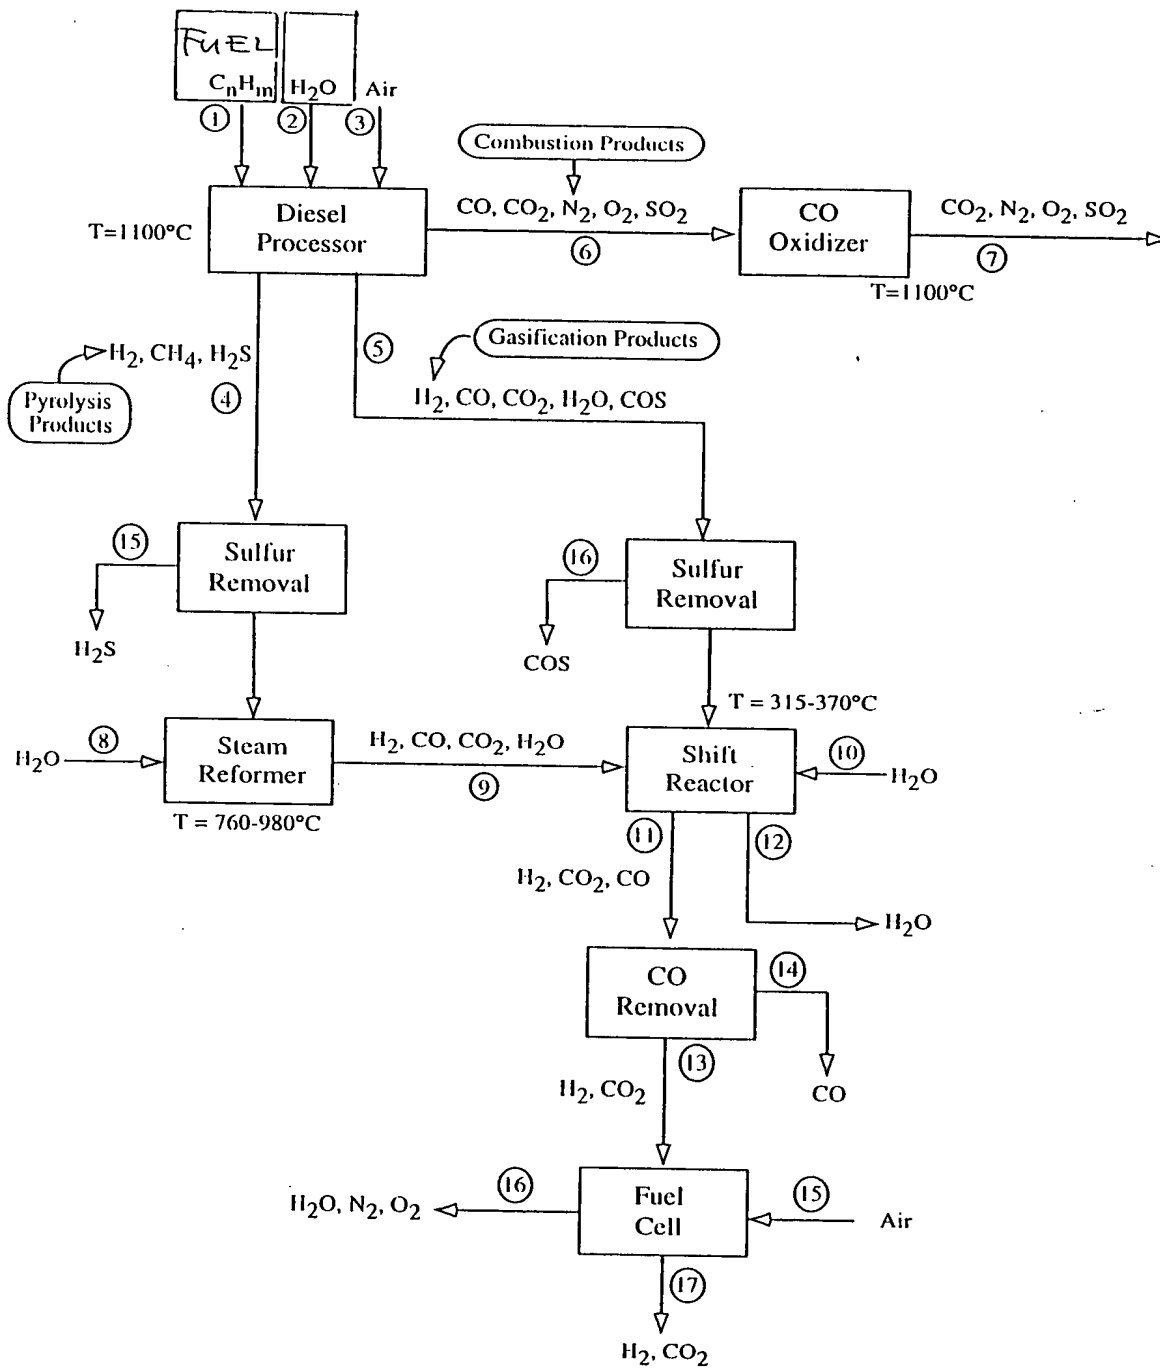 FUEL
CₙHₘ
H₂O
Air
①
②
③
Combustion Products
Diesel
Processor
T=1100°C
CO, CO₂, N₂, O₂, SO₂
⑥
CO
Oxidizer
CO₂, N₂, O₂, SO₂
⑦
T=1100°C
⑤
Gasification Products
H₂, CH₄, H₂S
④
Pyrolysis
Products
H₂, CO, CO₂, H₂O, COS
⑮
Sulfur
Removal
H₂S
⑯
Sulfur
Removal
COS
T = 315-370°C
H₂O
⑧
Steam
Reformer
T = 760-980°C
H₂, CO, CO₂, H₂O
⑨
Shift
Reactor
⑩
H₂O
⑪
⑫
H₂, CO₂, CO
H₂O
CO
Removal
⑭
CO
⑬
H₂, CO₂
H₂O, N₂, O₂
⑯
Fuel
Cell
⑮
Air
⑰
H₂, CO₂